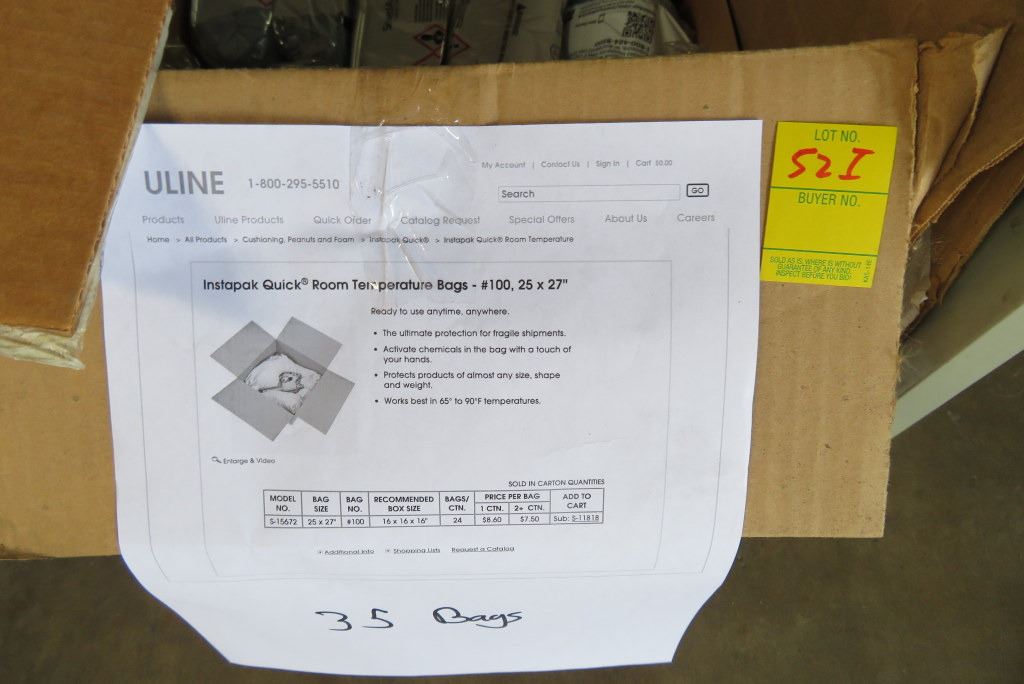 1-800-484-9500
LOT NO.
52I
BUYER NO.
SOLD AS IS, WHERE IS WITHOUT
GUARANTEE OF ANY KIND.
INSPECT BEFORE YOU BID!
My Account | Contact Us | Sign In | Cart $0.00
ULINE 1-800-295-5510
Search GO
Products Uline Products Quick Order Catalog Request Special Offers About Us Careers
Home > All Products > Cushioning, Peanuts and Foam > Instapak Quick® > Instapak Quick® Room Temperature
Instapak Quick® Room Temperature Bags - #100, 25 x 27"
Ready to use anytime, anywhere.
• The ultimate protection for fragile shipments.
• Activate chemicals in the bag with a touch of
your hands.
• Protects products of almost any size, shape
and weight.
• Works best in 65° to 90°F temperatures.
Enlarge & Video
SOLD IN CARTON QUANTITIES
MODEL NO. BAG SIZE BAG NO. RECOMMENDED BOX SIZE BAGS/ CTN. PRICE PER BAG 1 CTN. 2+ CTN. ADD TO CART
S-15672 25 x 27" #100 16 x 16 x 16" 24 $8.60 $7.50 Sub: S-11818
+ Additional Info + Shopping Lists Request a Catalog
35 Bags